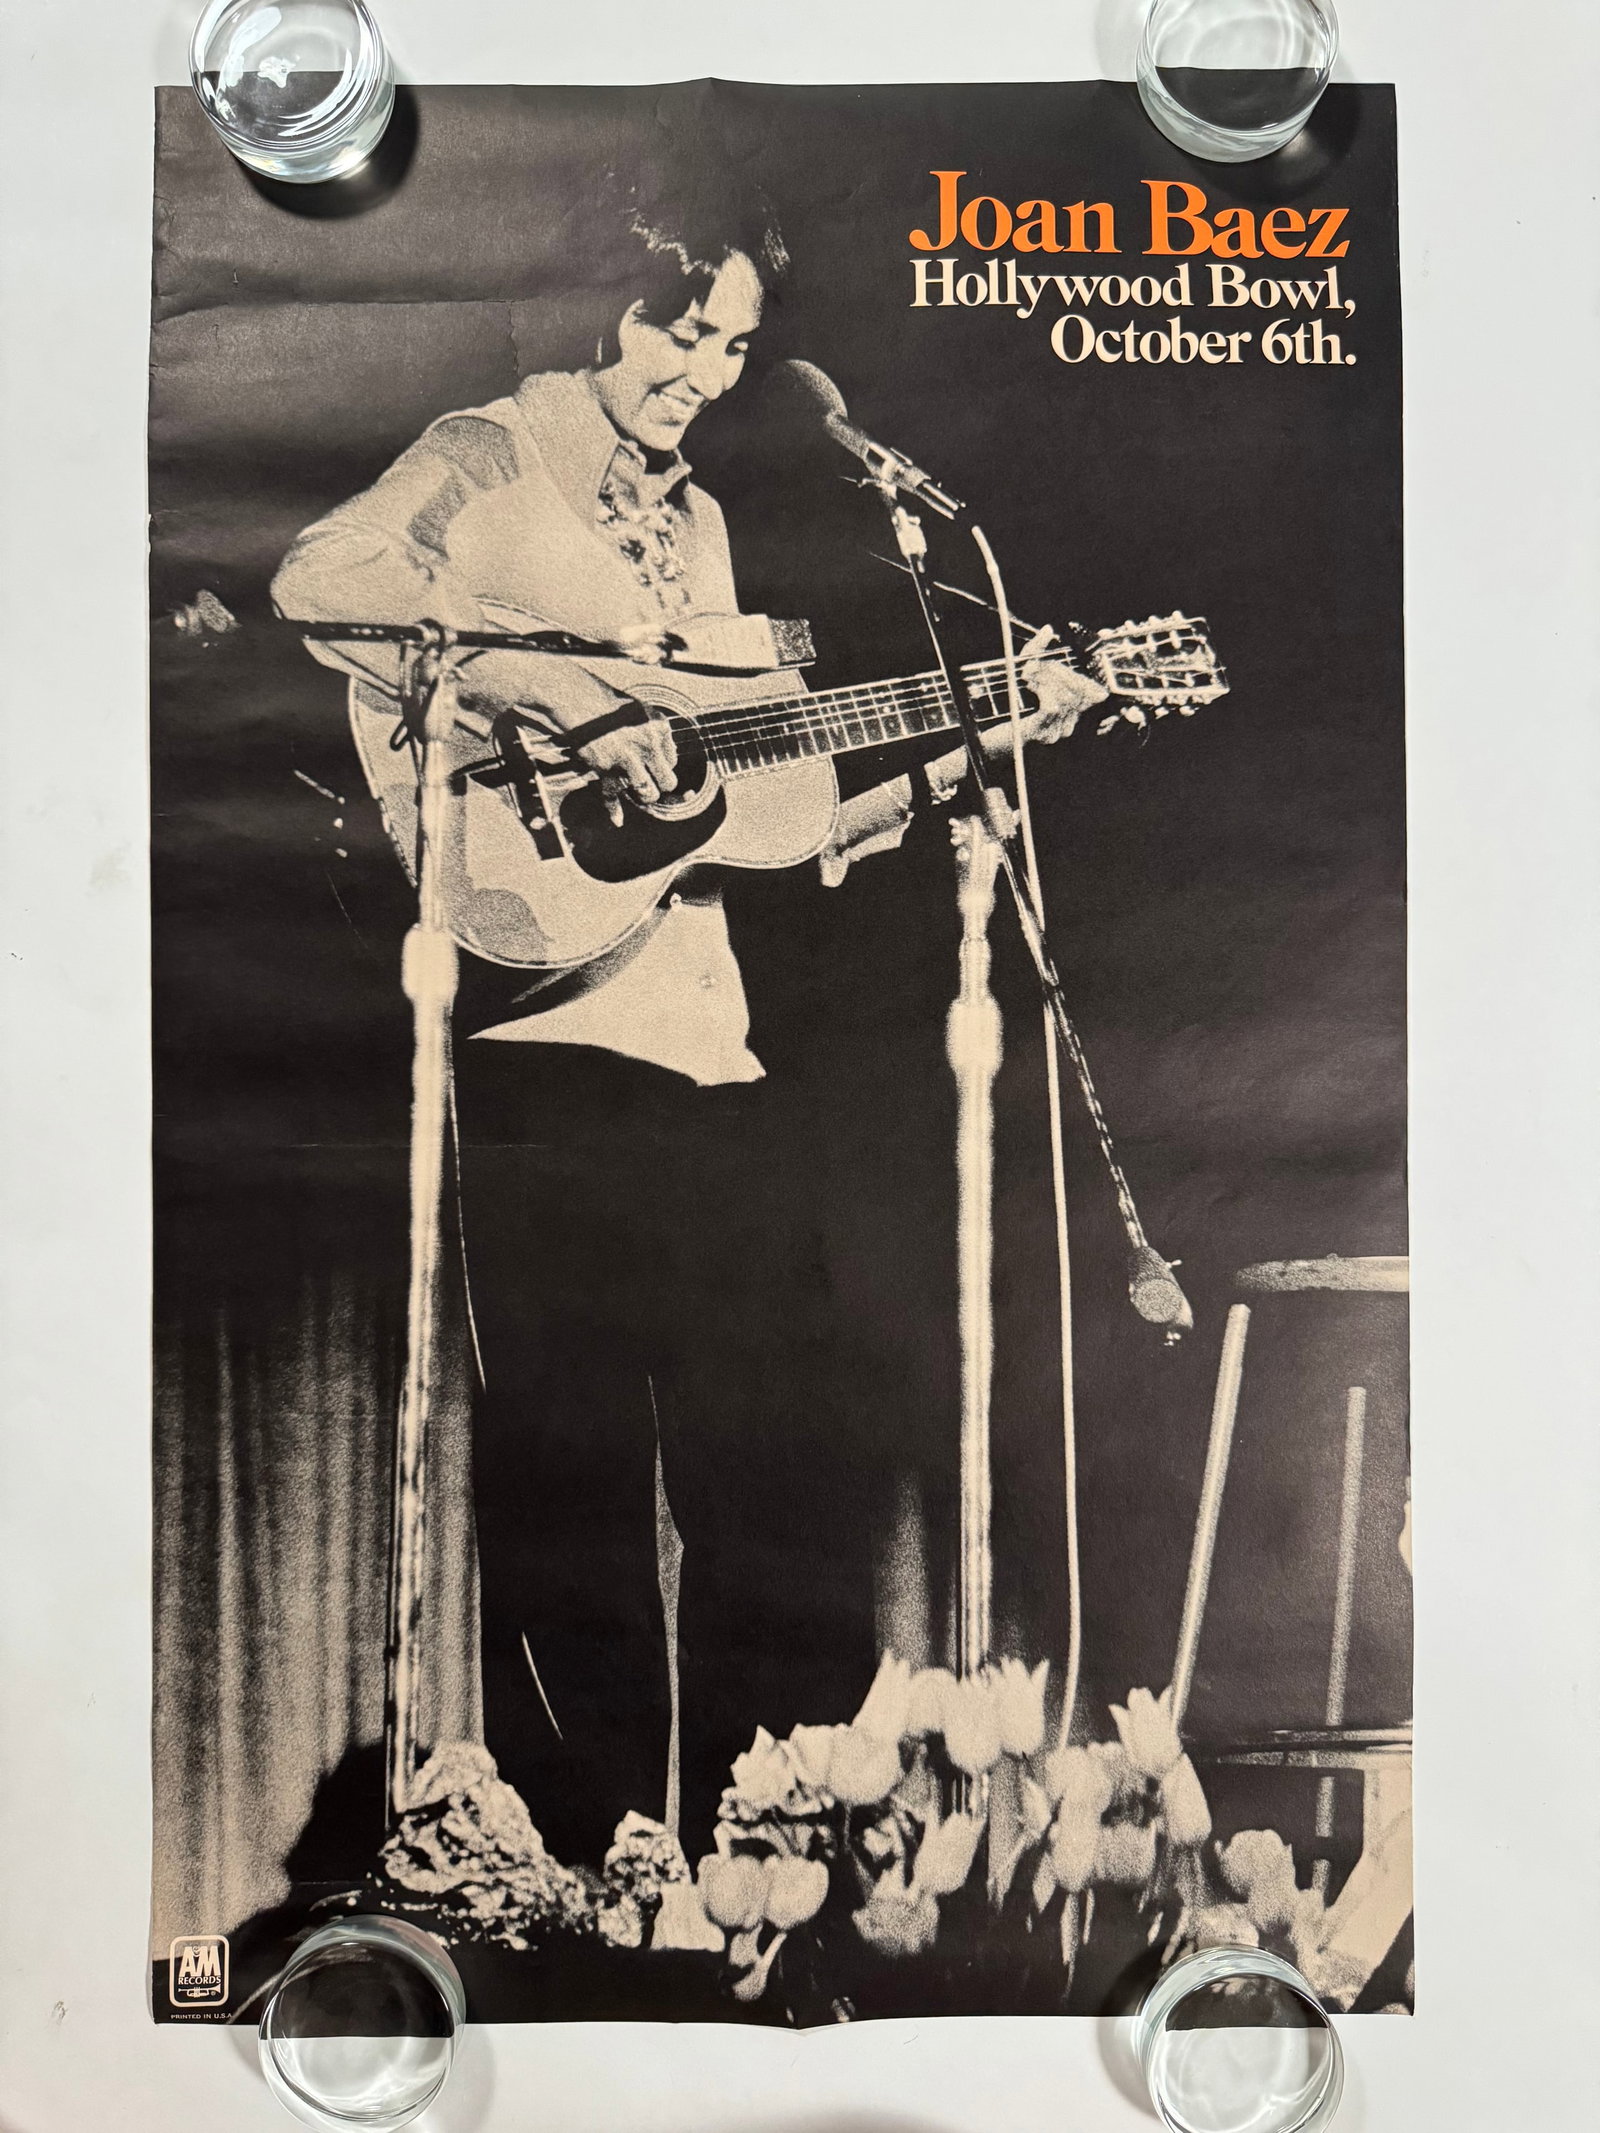 Joan Baez
Hollywood Bowl,
October 6th.
A&M
RECORDS
PRINTED IN U.S.A.